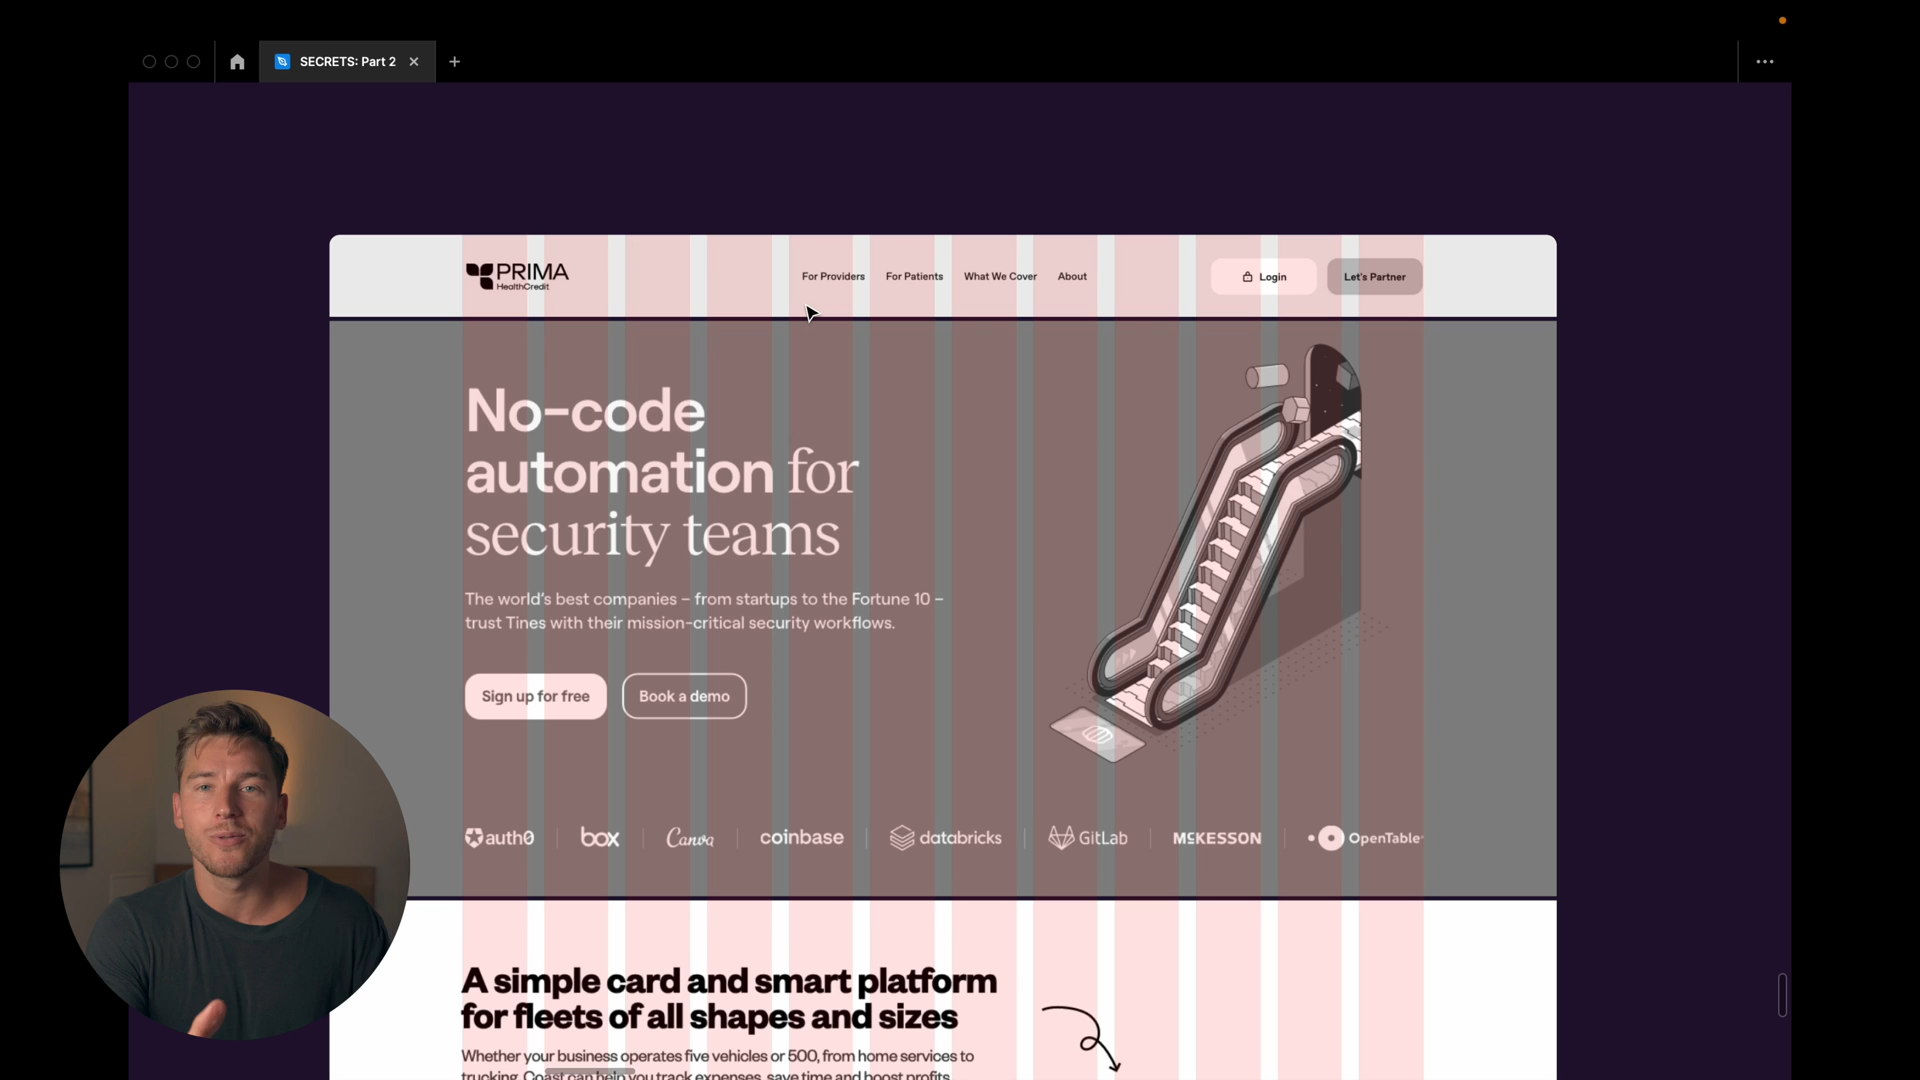 SECRETS: Part 2
PRIMA
HealthCredit
For Providers
For Patients
What We Cover
About
Login
Let's Partner
No-code
automation for
security teams
The world's best companies – from startups to the Fortune 10 –
trust Tines with their mission-critical security workflows.
Sign up for free
Book a demo
auth0
box
Canva
coinbase
databricks
GitLab
MCKESSON
OpenTable
A simple card and smart platform
for fleets of all shapes and sizes
Whether your business operates five vehicles or 500, from home services to
trucking, Coast can help you track expenses, save time and boost profits.